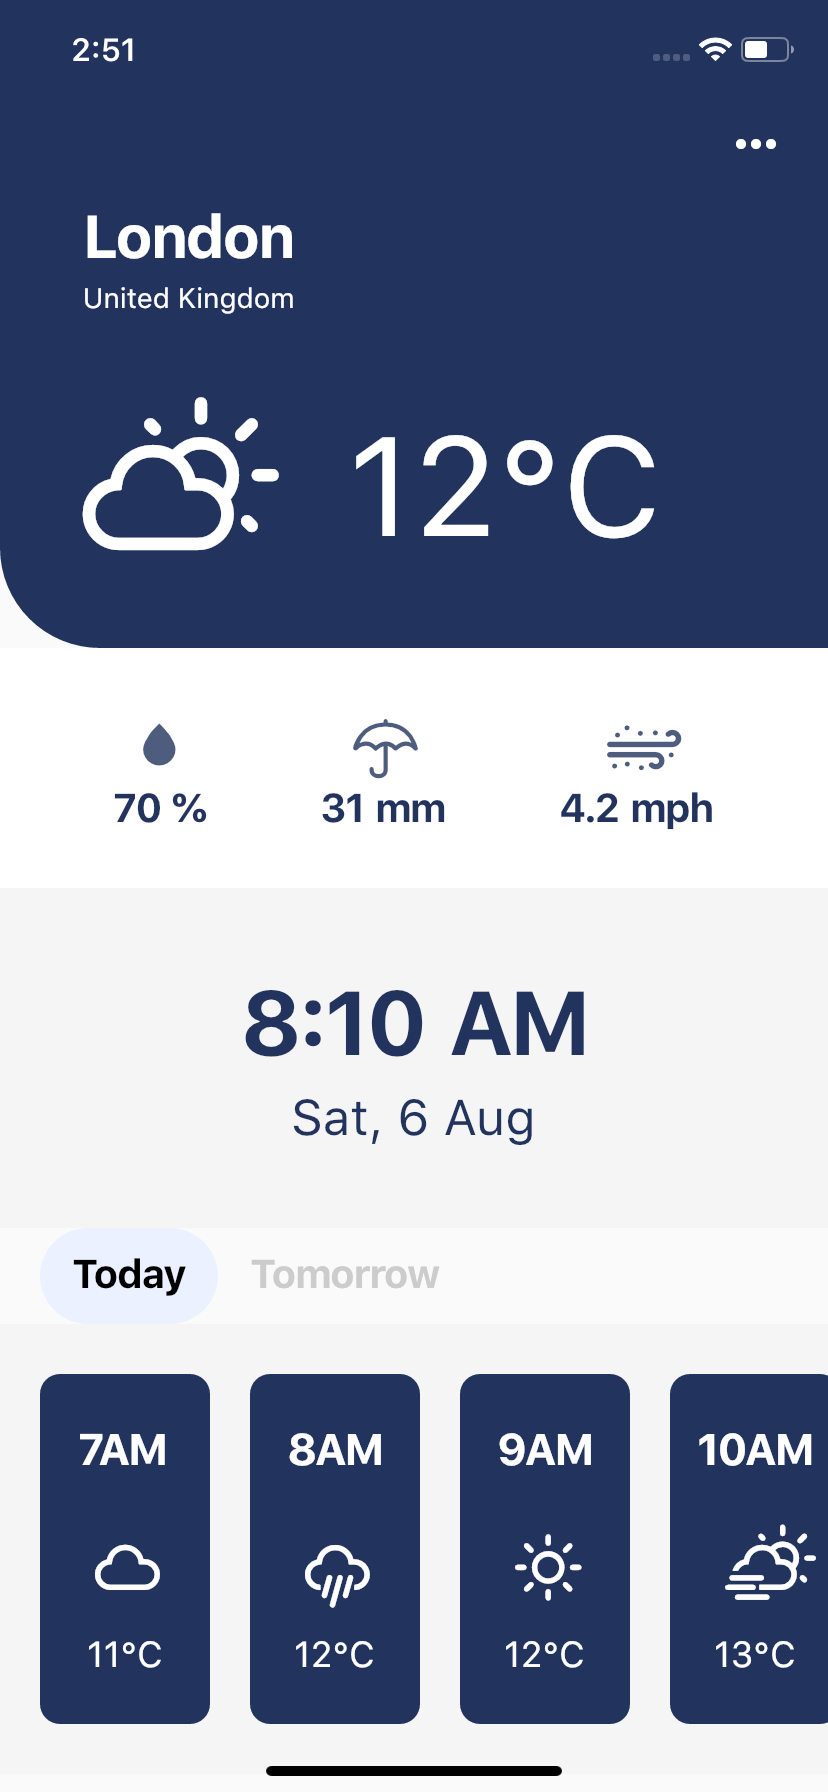 2:51
London
United Kingdom
12°C
70 %
31 mm
4.2 mph
8:10 AM
Sat, 6 Aug
Today
Tomorrow
7AM
8AM
9AM
10AM
11°C
12°C
12°C
13°C